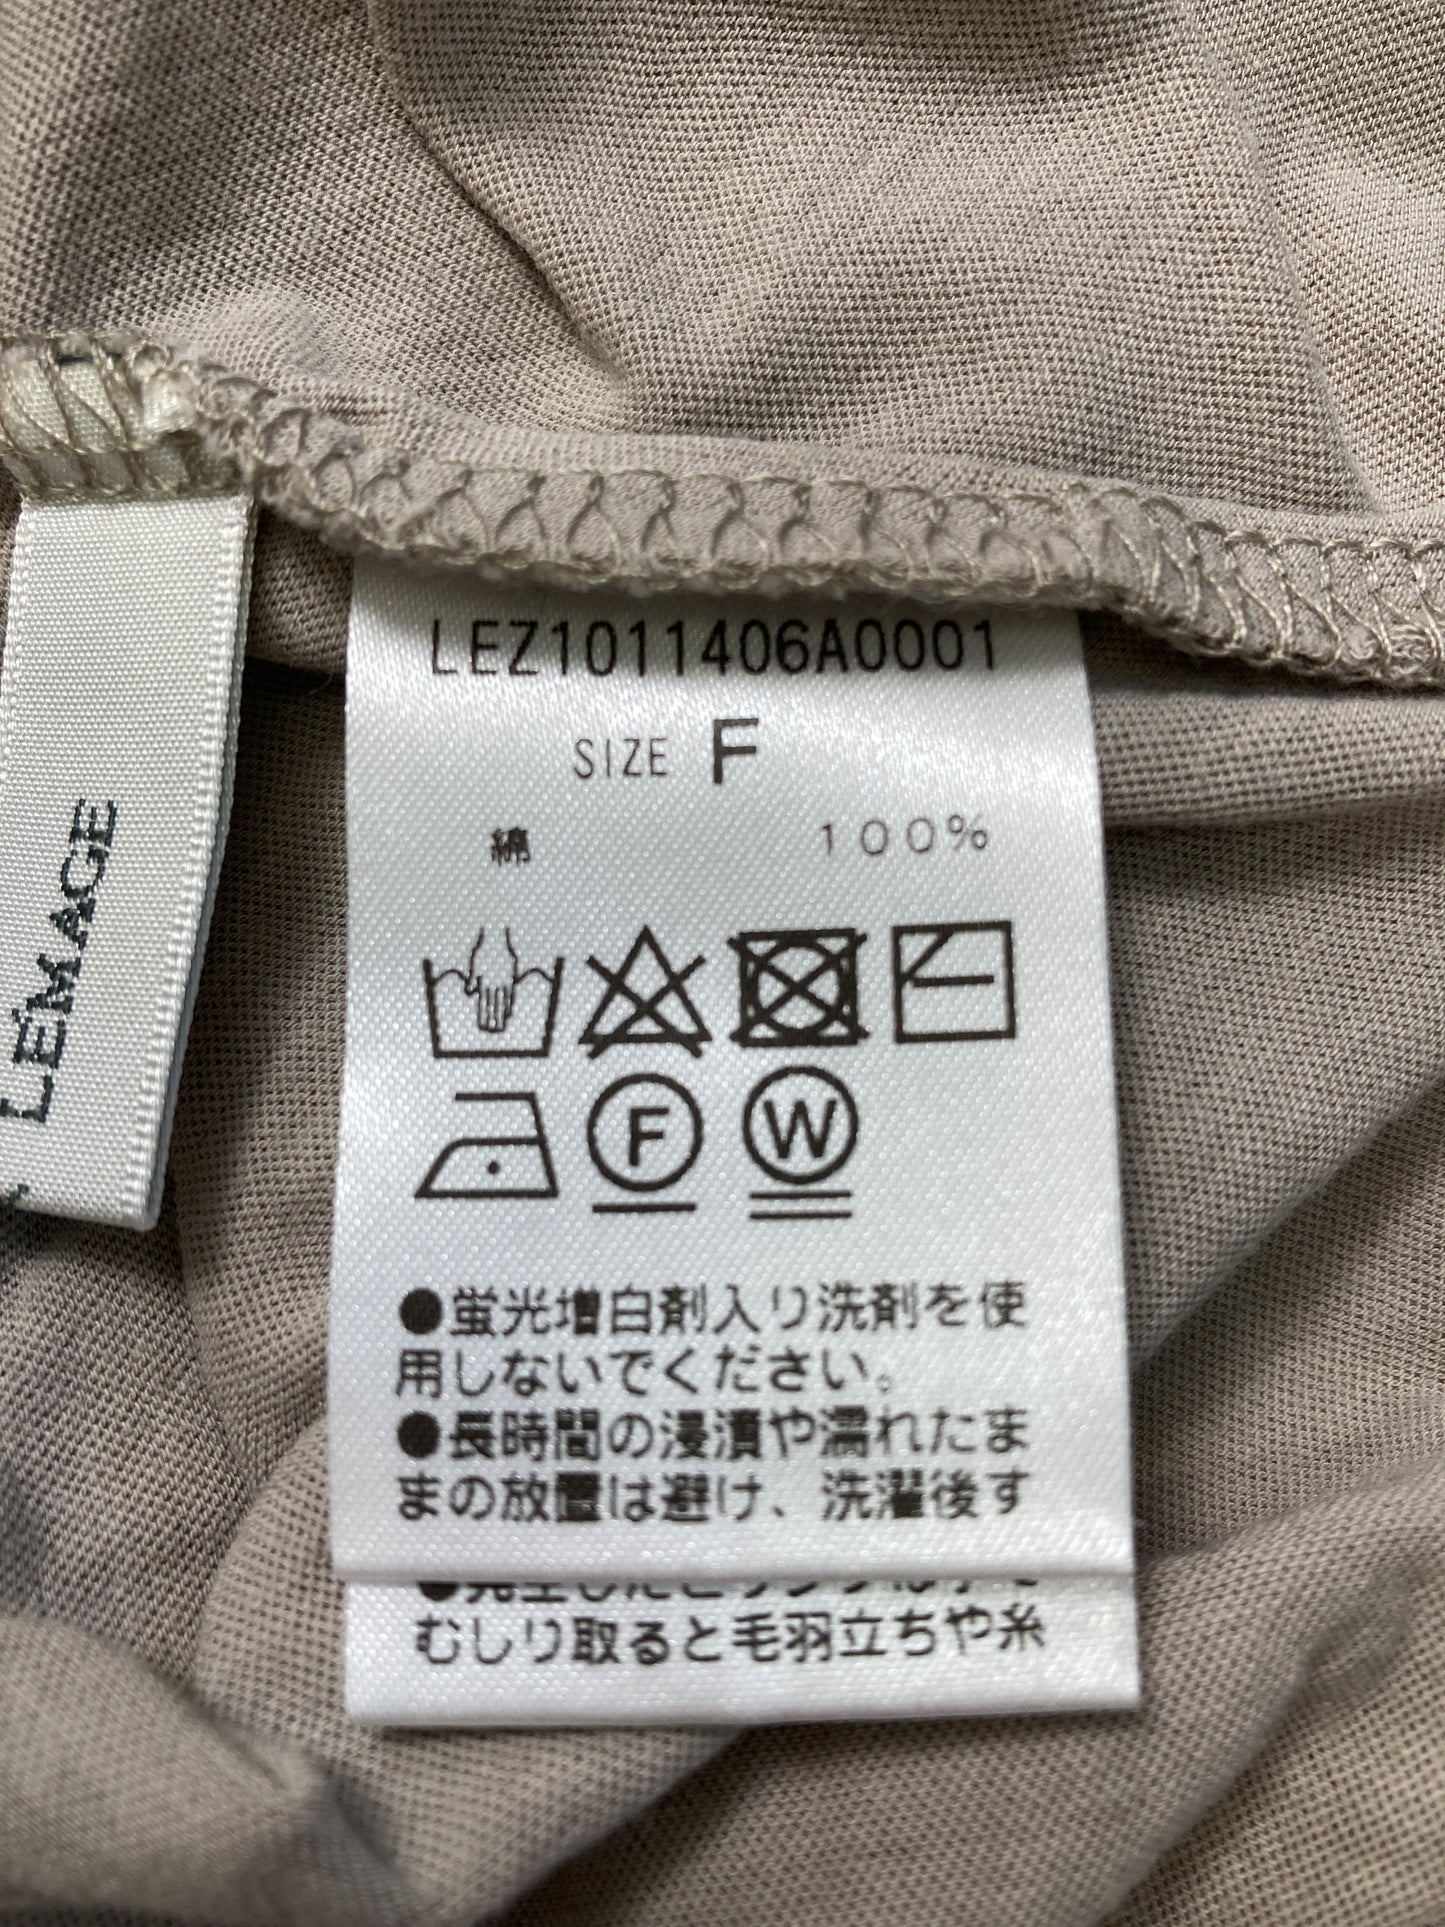 LEZ1011406A0001
SIZE F
綿 100%
F W
●蛍光増白剤入り洗剤を使
用しないでください。
●長時間の浸漬や濡れたま
まの放置は避け、洗濯後す
むしり取ると毛羽立ちや糸
LEMAGE